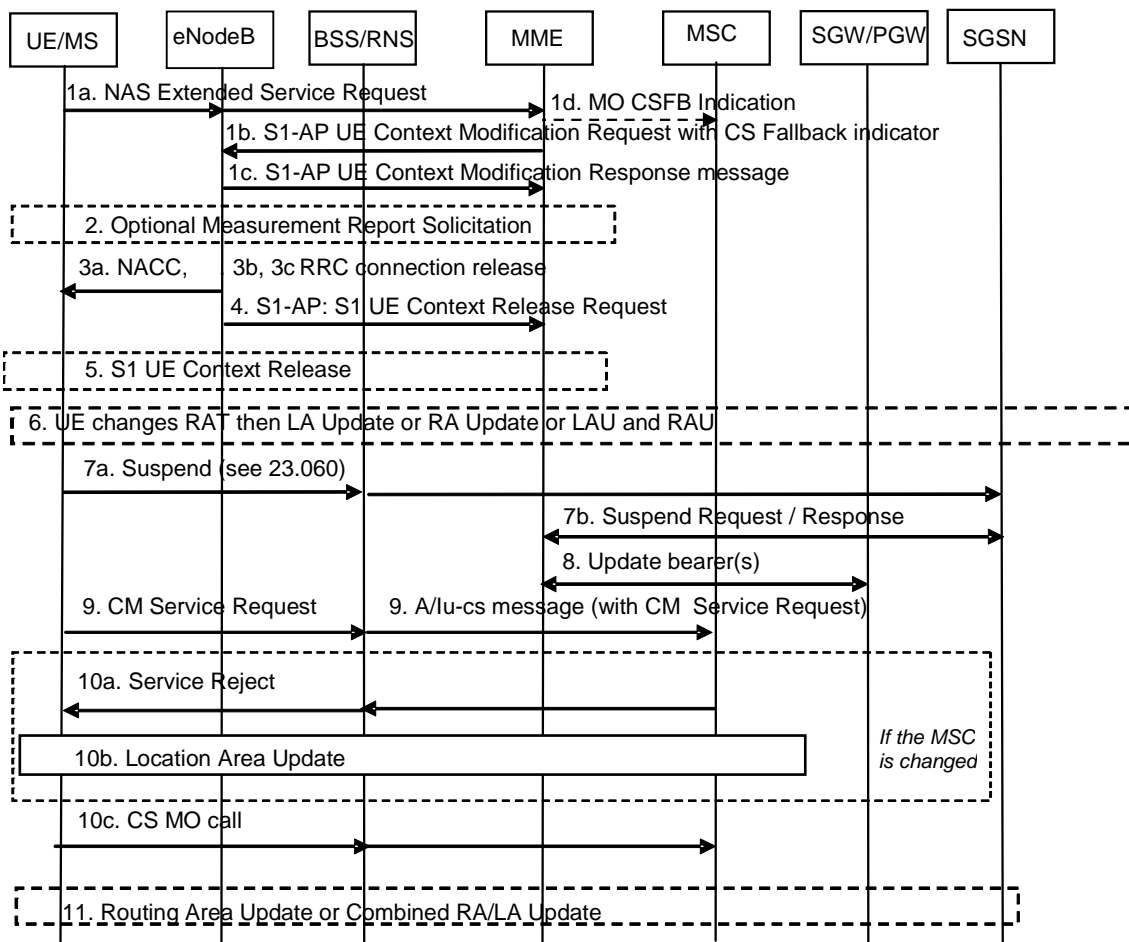 UE/MS
eNodeB
BSS/RNS
MME
MSC
SGW/PGW
SGSN
1a. NAS Extended Service Request
1d. MO CSFB Indication
1b. S1-AP UE Context Modification Request with CS Fallback indicator
1c. S1-AP UE Context Modification Response message
2. Optional Measurement Report Solicitation
3a. NACC, . 3b, 3c RRC connection release
4. S1-AP: S1 UE Context Release Request
5. S1 UE Context Release
6. UE changes RAT then LA Update or RA Update or LAU and RAU
7a. Suspend (see 23.060)
7b. Suspend Request / Response
8. Update bearer(s)
9. CM Service Request
9. A/Iu-cs message (with CM Service Request)
10a. Service Reject
If the MSC
is changed
10b. Location Area Update
10c. CS MO call
11. Routing Area Update or Combined RA/LA Update